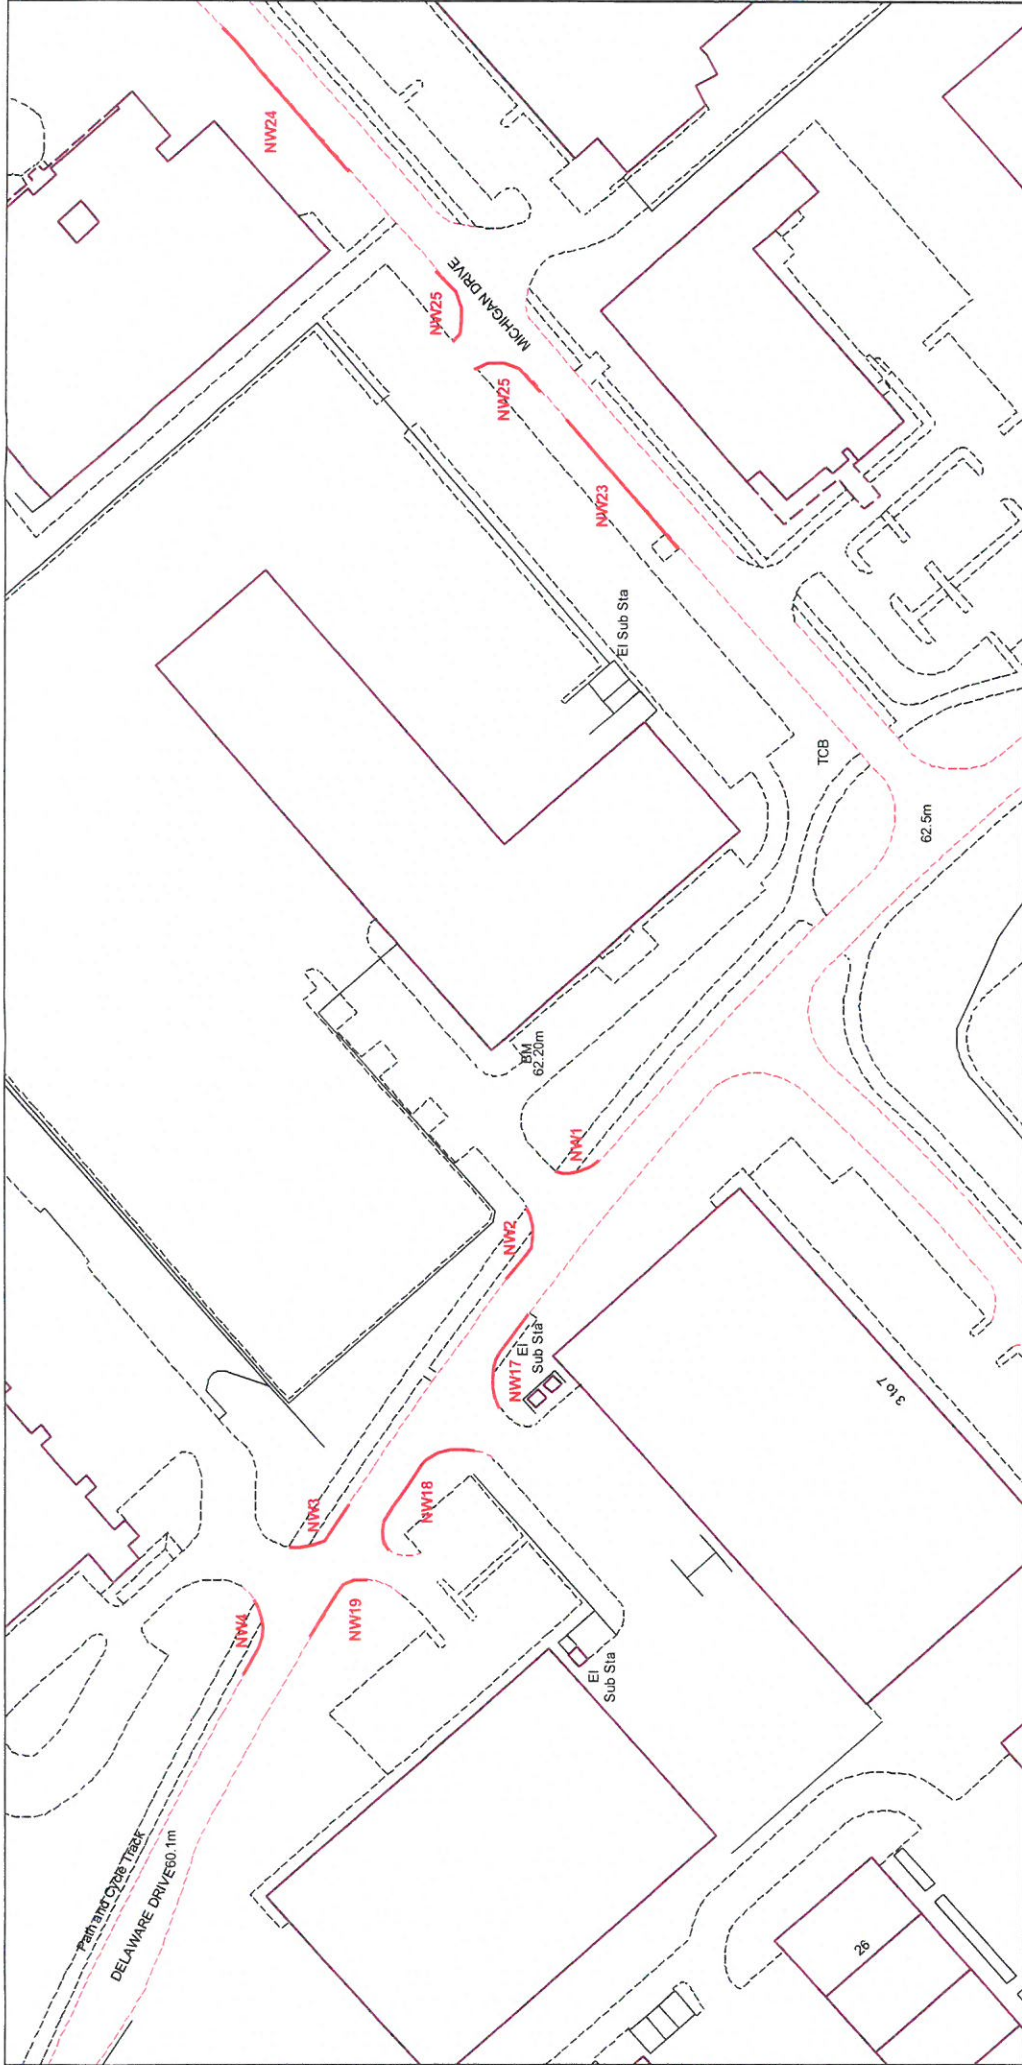 NW24
NW25
MICHIGAN DRIVE
NW25
NW23
El Sub Sta
TCB
62.5m
BM
62.20m
NW1
NW2
El
Sub Sta
NW17
3 to 7
NW18
NW3
NW19
NW4
El
Sub Sta
Path and Cycle Track
DELAWARE DRIVE
60.1m
26